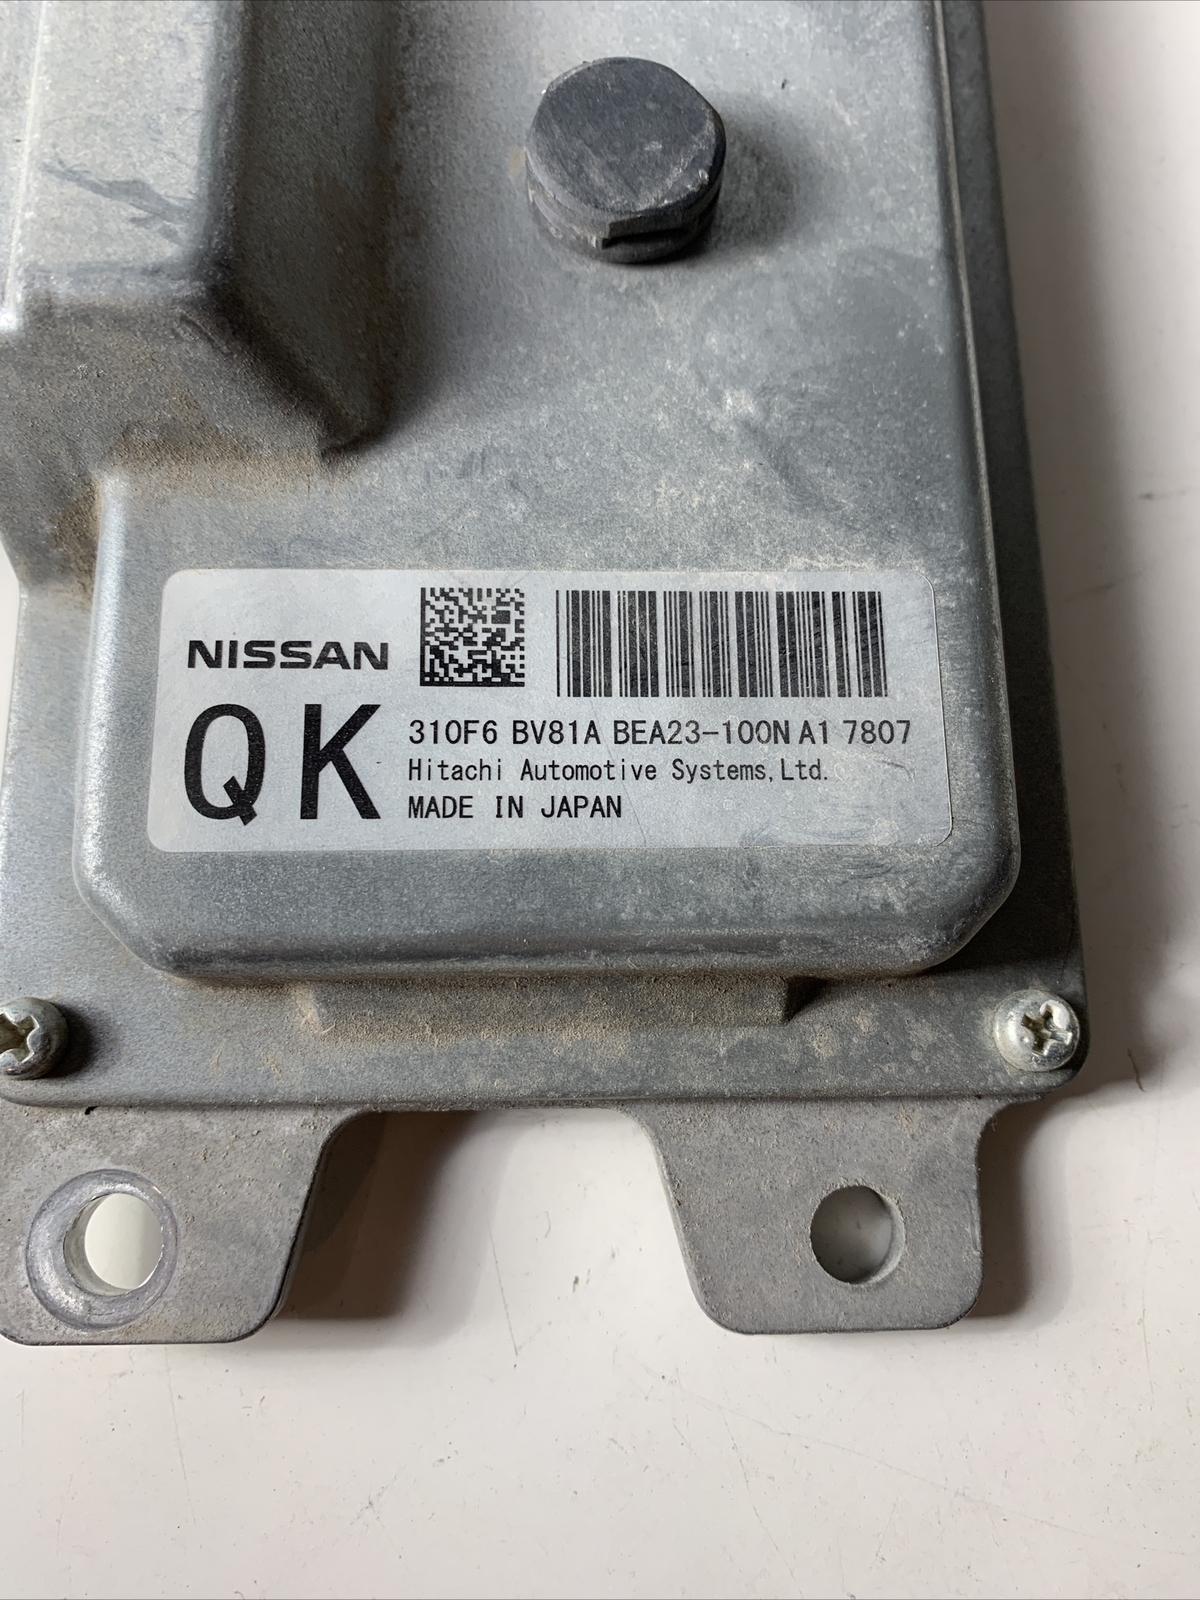 NISSAN
QK
310F6 BV81A BEA23-100N A1 7807
Hitachi Automotive Systems,Ltd.
MADE IN JAPAN